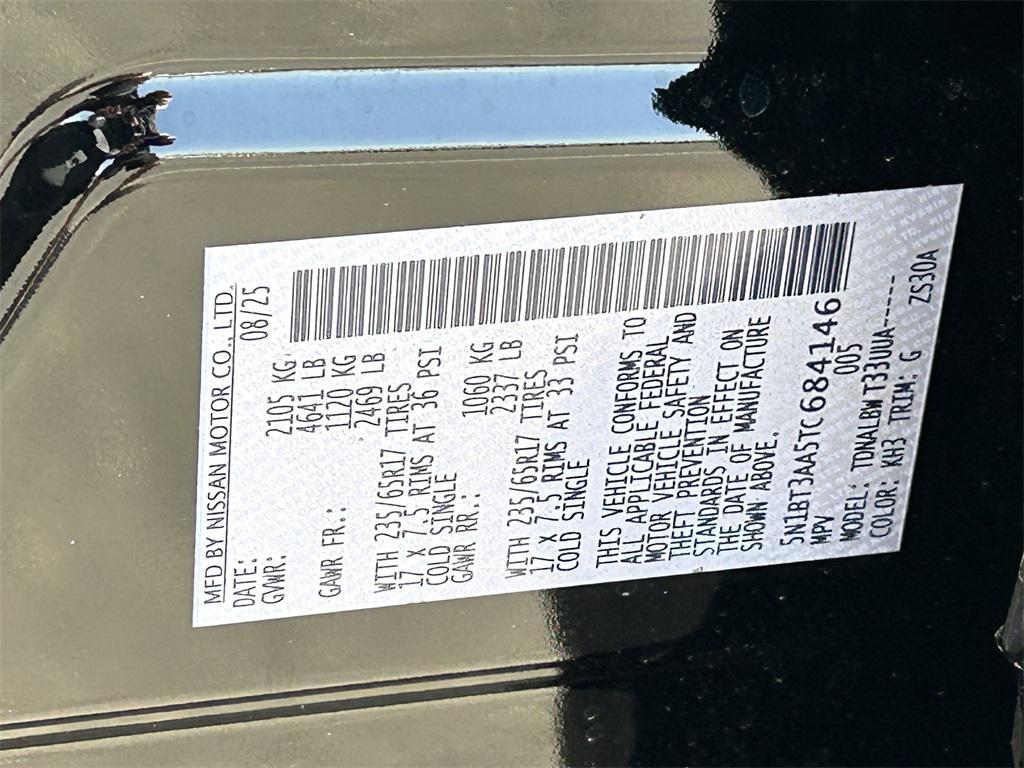 MFD BY NISSAN MOTOR CO., LTD.
DATE: 08/25
GVWR: 2105 KG
4641 LB
GAWR FR.: 1120 KG
2469 LB
WITH 235/65R17 TIRES
17 X 7.5 RIMS AT 36 PSI
COLD SINGLE
GAWR RR.: 1060 KG
2337 LB
WITH 235/65R17 TIRES
17 X 7.5 RIMS AT 33 PSI
COLD SINGLE
THIS VEHICLE CONFORMS TO
ALL APPLICABLE FEDERAL
MOTOR VEHICLE SAFETY AND
THEFT PREVENTION
STANDARDS IN EFFECT ON
THE DATE OF MANUFACTURE
SHOWN ABOVE.
5N1BT3AA5TC684146
MPV 005
MODEL: TDNALBW T33UUA------
COLOR: KH3 TRIM: G ZS30A